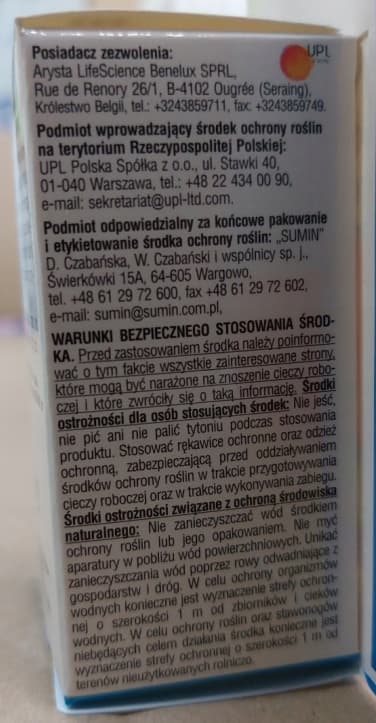 Posiadacz zezwolenia:
UPL
Arysta LifeScience Benelux SPRL,
Rue de Renory 26/1, B-4102 Ougrée (Seraing),
Królestwo Belgii, tel.: +3243859711, fax: +3243859749.
Podmiot wprowadzający środek ochrony roślin
na terytorium Rzeczypospolitej Polskiej:
UPL Polska Spółka z o.o., ul. Stawki 40,
01-040 Warszawa, tel.: +48 22 434 00 90,
e-mail: sekretariat@upl-ltd.com.
Podmiot odpowiedzialny za końcowe pakowanie
i etykietowanie środka ochrony roślin: „SUMIN"
D. Czabańska, W. Czabański i wspólnicy sp. j.,
Świerkówki 15A, 64-605 Wargowo,
tel. +48 61 29 72 600, fax +48 61 29 72 602,
e-mail: sumin@sumin.com.pl,
WARUNKI BEZPIECZNEGO STOSOWANIA ŚROD-
KA. Przed zastosowaniem środka należy poinformo-
wać o tym fakcie wszystkie zainteresowane strony,
które mogą być narażone na znoszenie cieczy robo-
czej i które zwróciły się o taką informację. Środki
ostrożności dla osób stosujących środek: Nie jeść,
nie pić ani nie palić tytoniu podczas stosowania
produktu. Stosować rękawice ochronne oraz odzież
ochronną, zabezpieczającą przed oddziaływaniem
środków ochrony roślin w trakcie przygotowywania
cieczy roboczej oraz w trakcie wykonywania zabiegu.
Środki ostrożności związane z ochroną środowiska
naturalnego: Nie zanieczyszczać wód środkiem
ochrony roślin lub jego opakowaniem. Nie myć
aparatury w pobliżu wód powierzchniowych. Unikać
zanieczyszczania wód poprzez rowy odwadniające z
gospodarstw i dróg. W celu ochrony organizmów
wodnych konieczne jest wyznaczenie strefy ochron-
nej o szerokości 1 m od zbiorników i cieków
wodnych. W celu ochrony roślin oraz stawonogów
niebędących celem działania środka konieczne jest
wyznaczenie strefy ochronnej o szerokości 1 m od
terenów nieużytkowanych rolniczo.